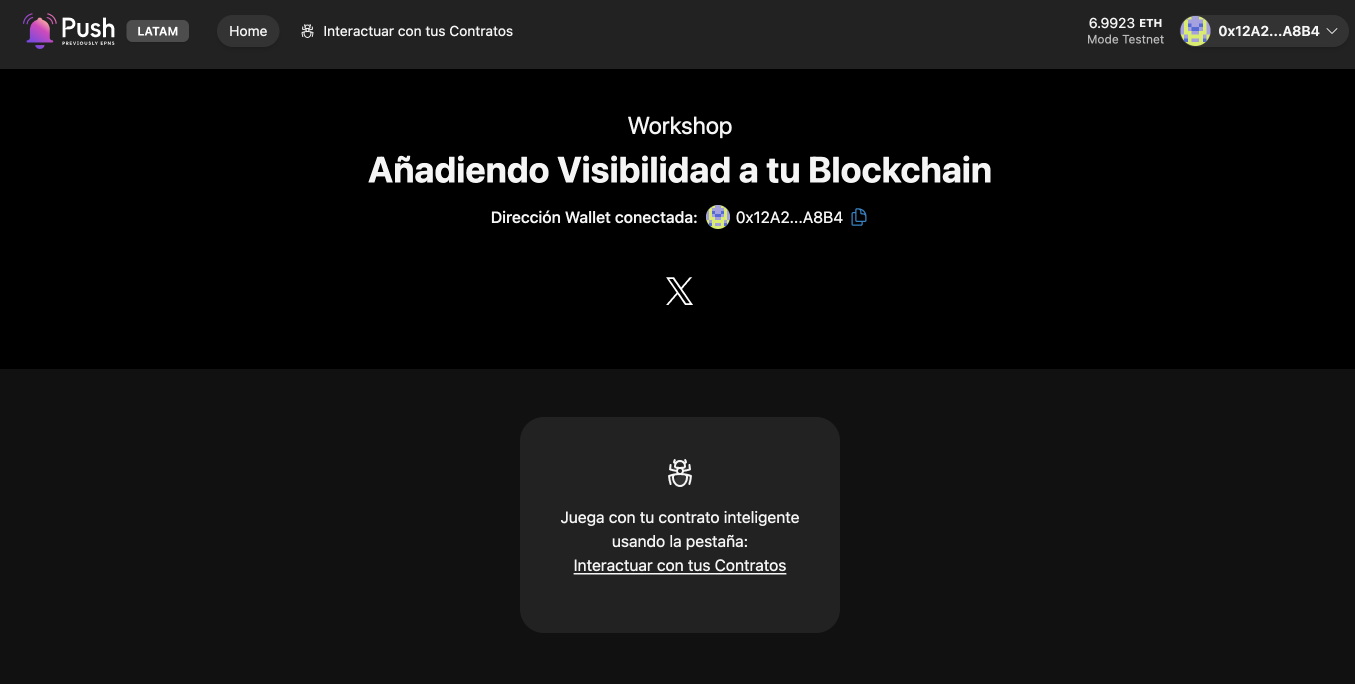 Push
PREVIOUSLY EPNS
LATAM
Home
Interactuar con tus Contratos
6.9923 ETH
Mode Testnet
0x12A2...A8B4
Workshop
Añadiendo Visibilidad a tu Blockchain
Dirección Wallet conectada: 0x12A2...A8B4
Juega con tu contrato inteligente
usando la pestaña:
Interactuar con tus Contratos